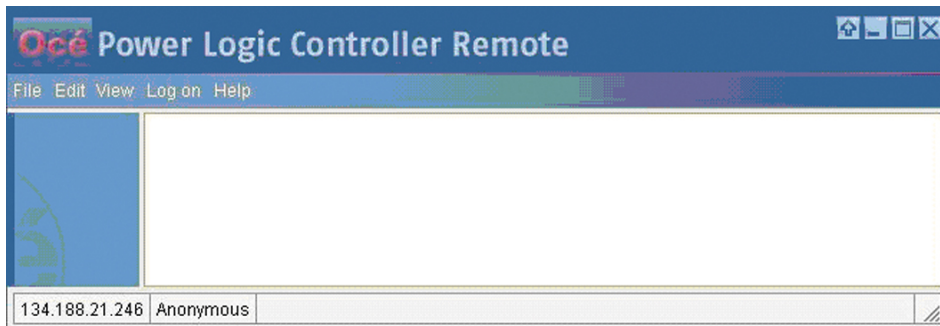 Océ Power Logic Controller Remote
File Edit View Log on Help
134.188.21.246 Anonymous